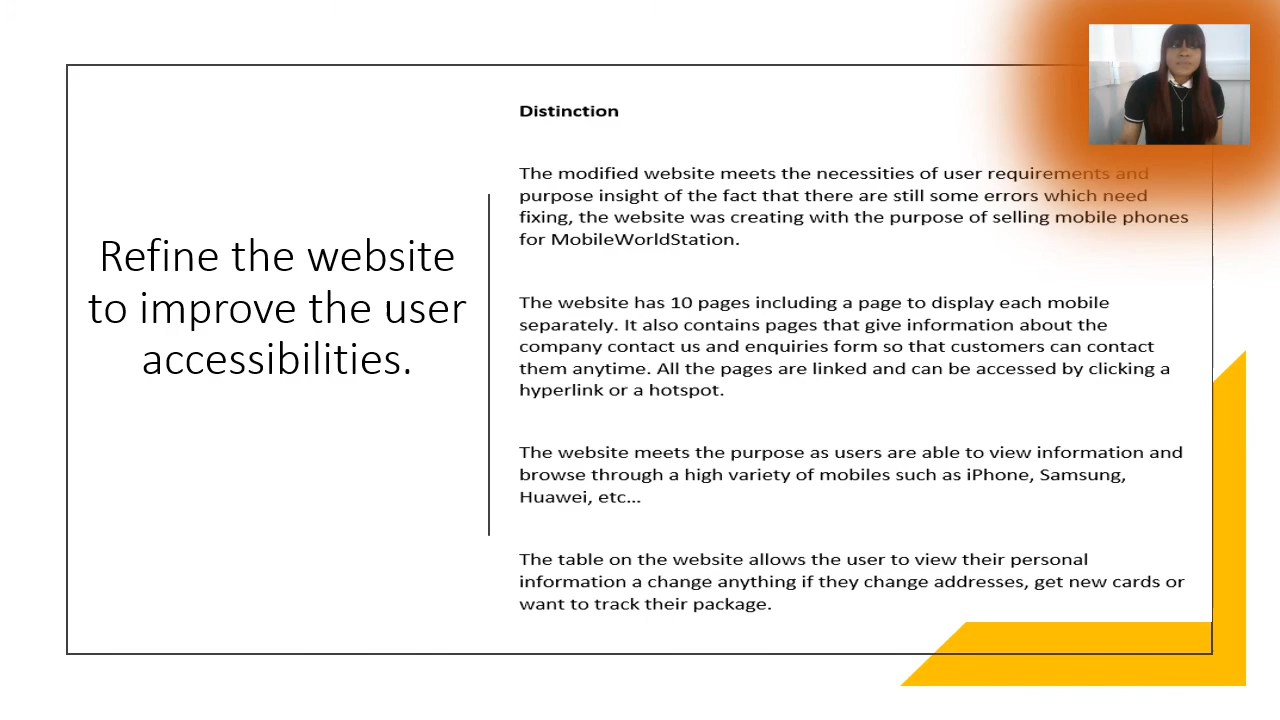 Refine the website
to improve the user
accessibilities.
Distinction
The modified website meets the necessities of user requirements and
purpose insight of the fact that there are still some errors which need
fixing, the website was creating with the purpose of selling mobile phones
for MobileWorldStation.
The website has 10 pages including a page to display each mobile
separately. It also contains pages that give information about the
company contact us and enquiries form so that customers can contact
them anytime. All the pages are linked and can be accessed by clicking a
hyperlink or a hotspot.
The website meets the purpose as users are able to view information and
browse through a high variety of mobiles such as iPhone, Samsung,
Huawei, etc...
The table on the website allows the user to view their personal
information a change anything if they change addresses, get new cards or
want to track their package.